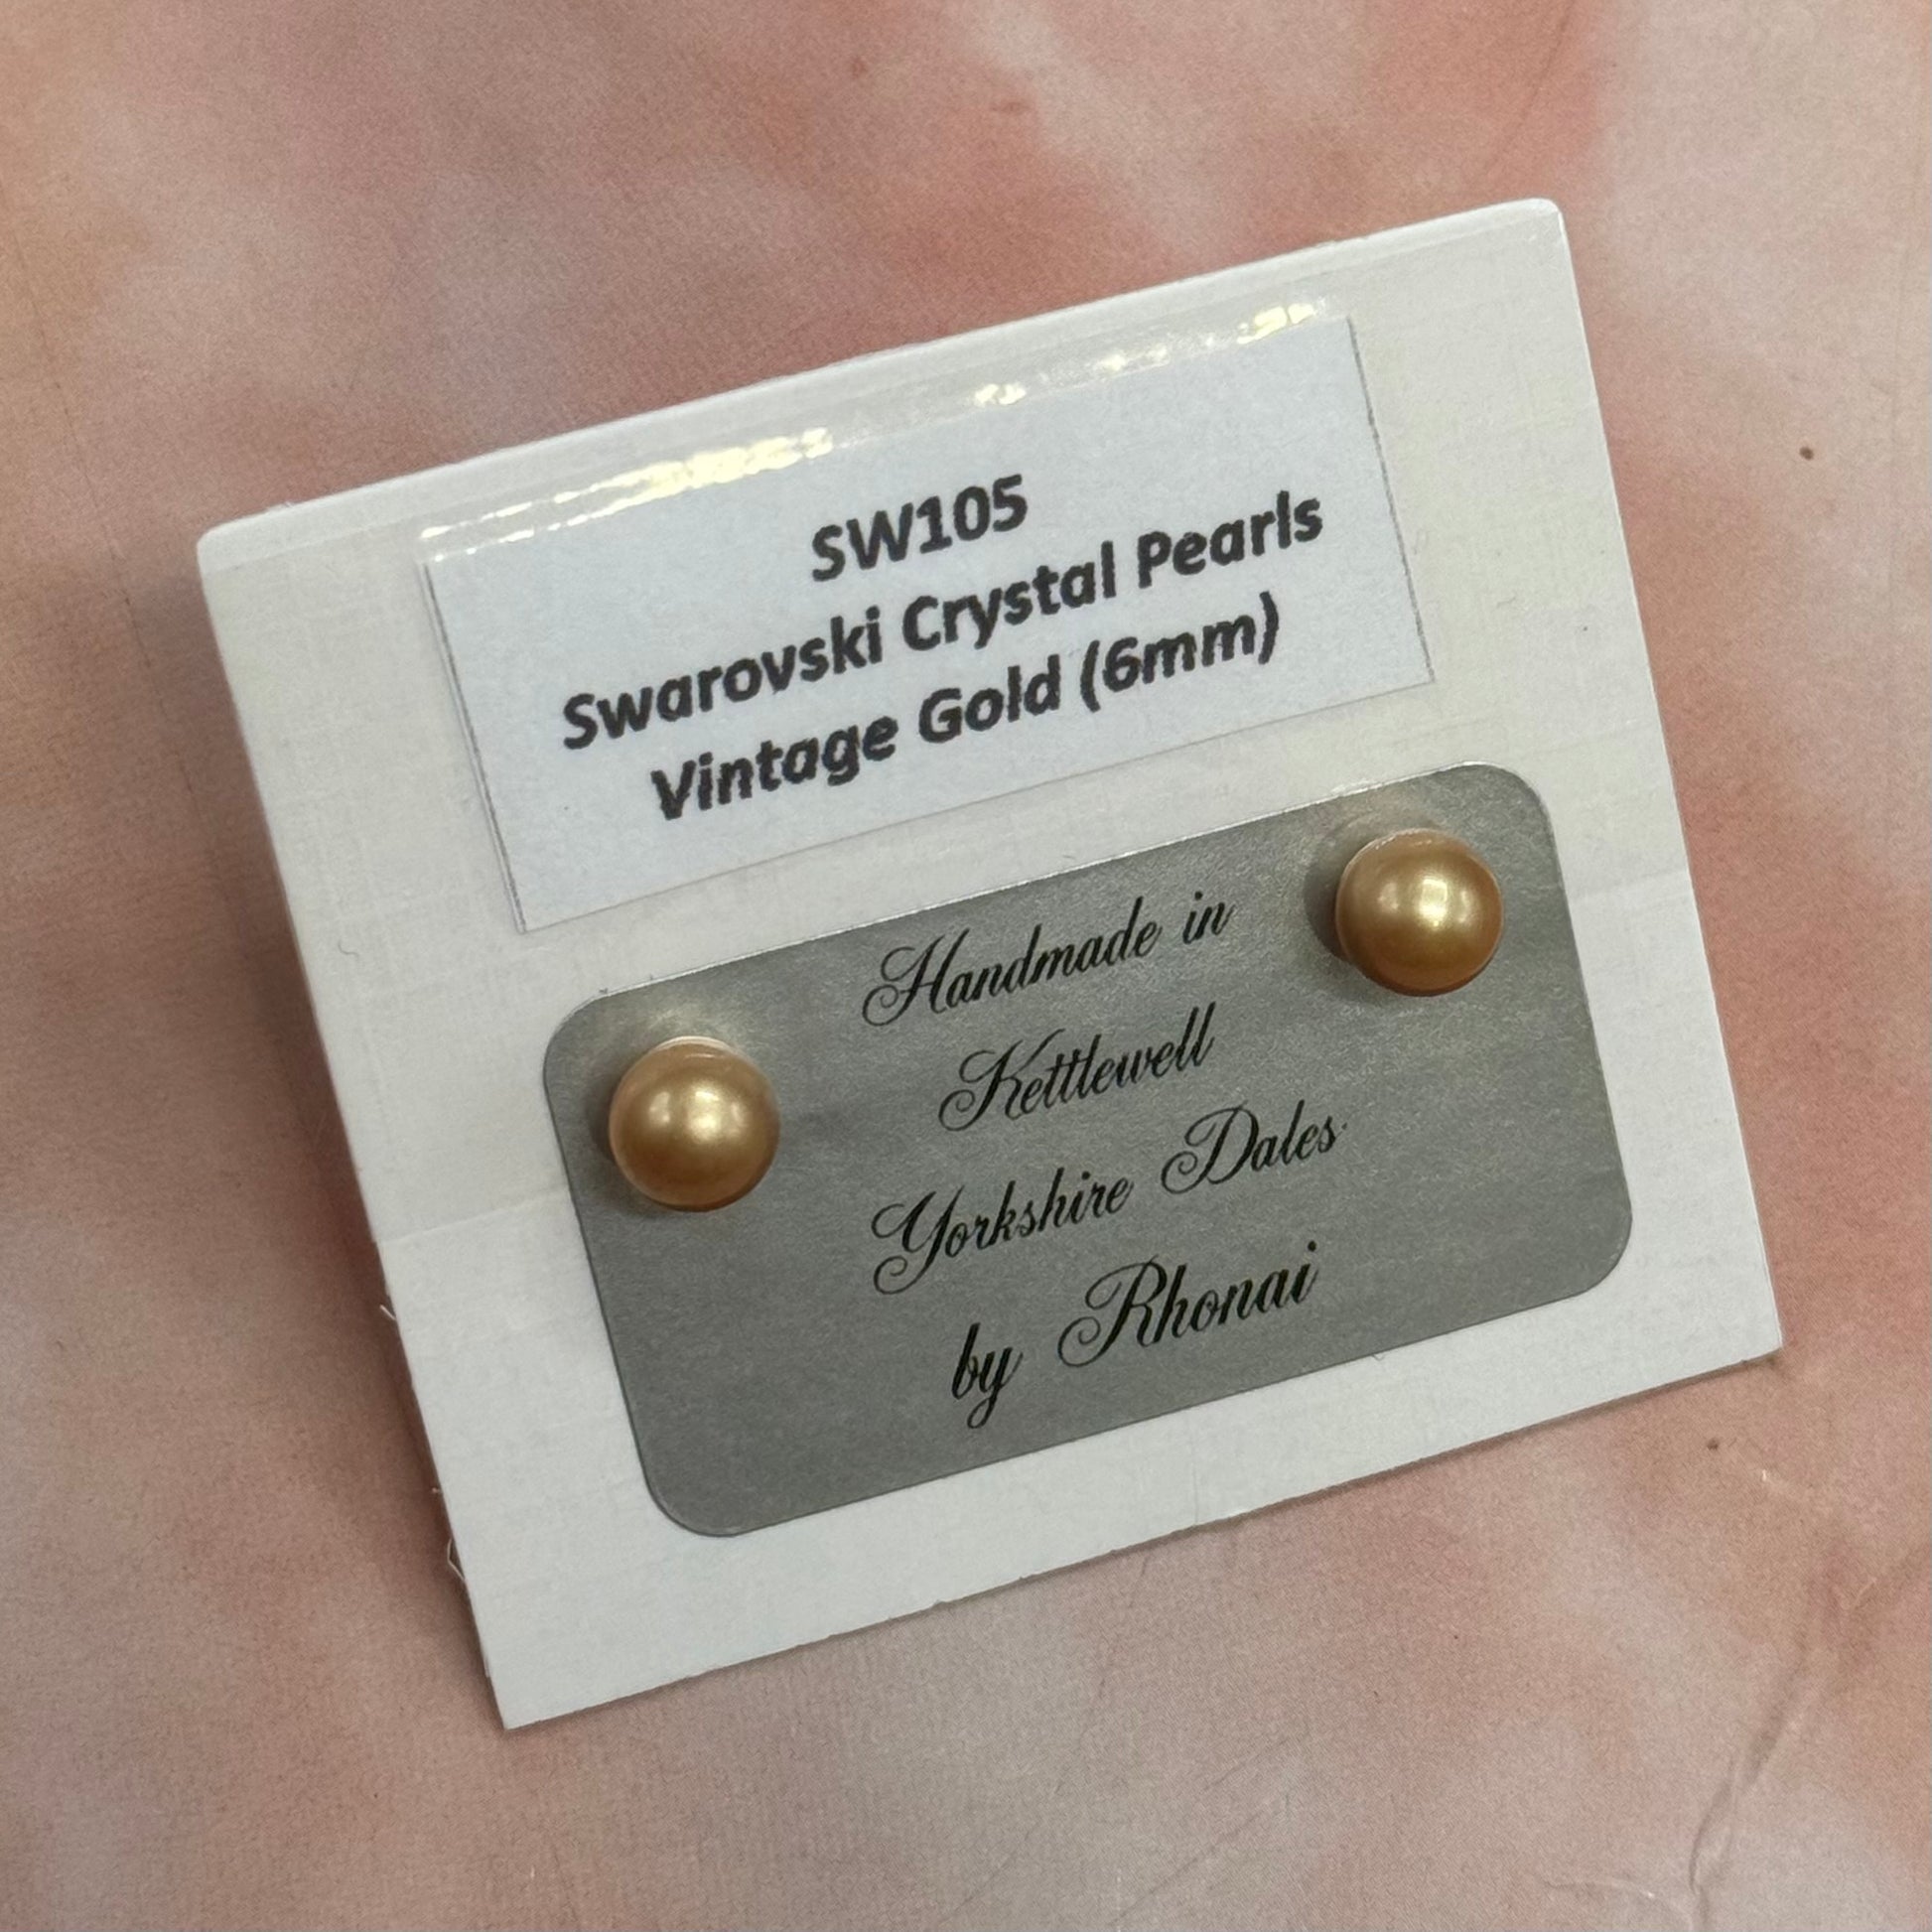 SW105
Swarovski Crystal Pearls
Vintage Gold (6mm)
Handmade in
Kettlewell
Yorkshire Dales
by Rhonai